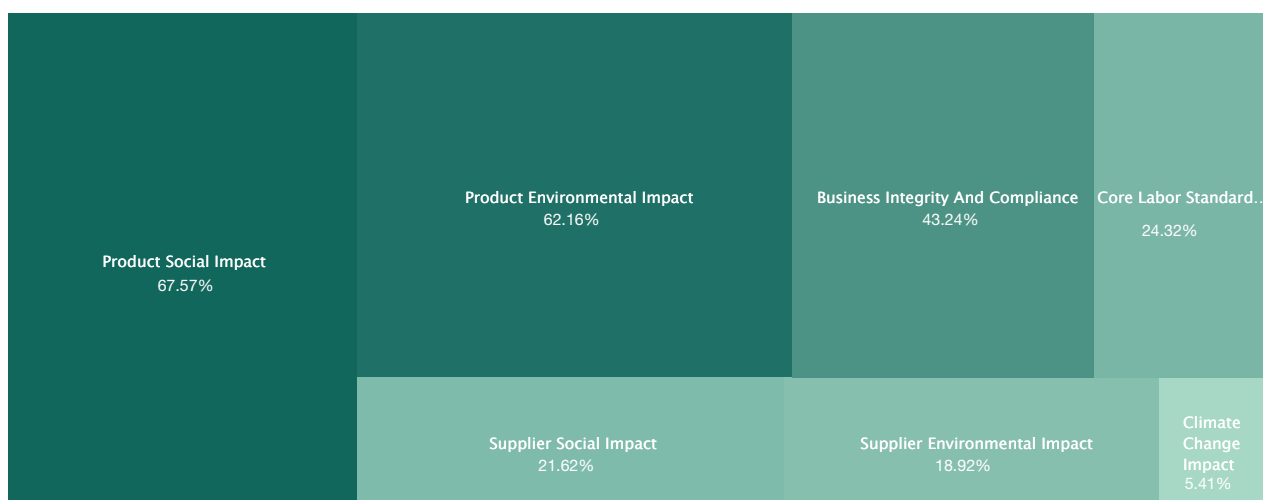 Product Social Impact
67.57%
Product Environmental Impact
62.16%
Business Integrity And Compliance
43.24%
Core Labor Standard...
24.32%
Supplier Social Impact
21.62%
Supplier Environmental Impact
18.92%
Climate
Change
Impact
5.41%